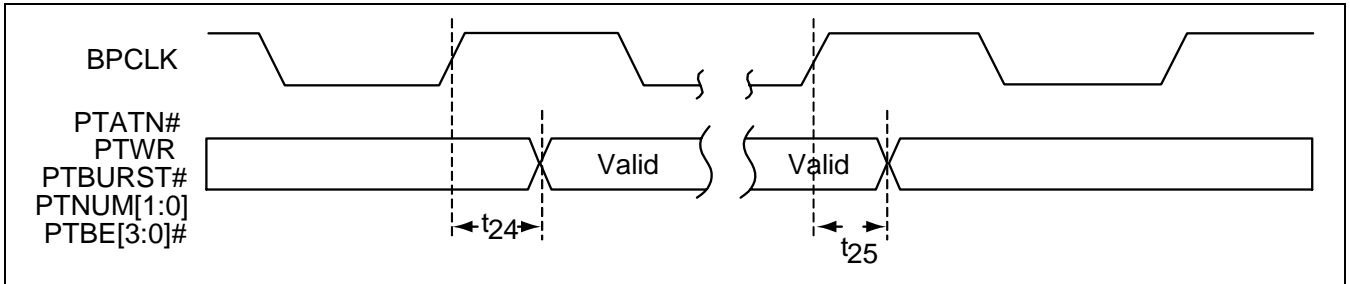 BPCLK
PTATN#
PTWR
PTBURST#
PTNUM[1:0]
PTBE[3:0]#
Valid
Valid
t24
t25